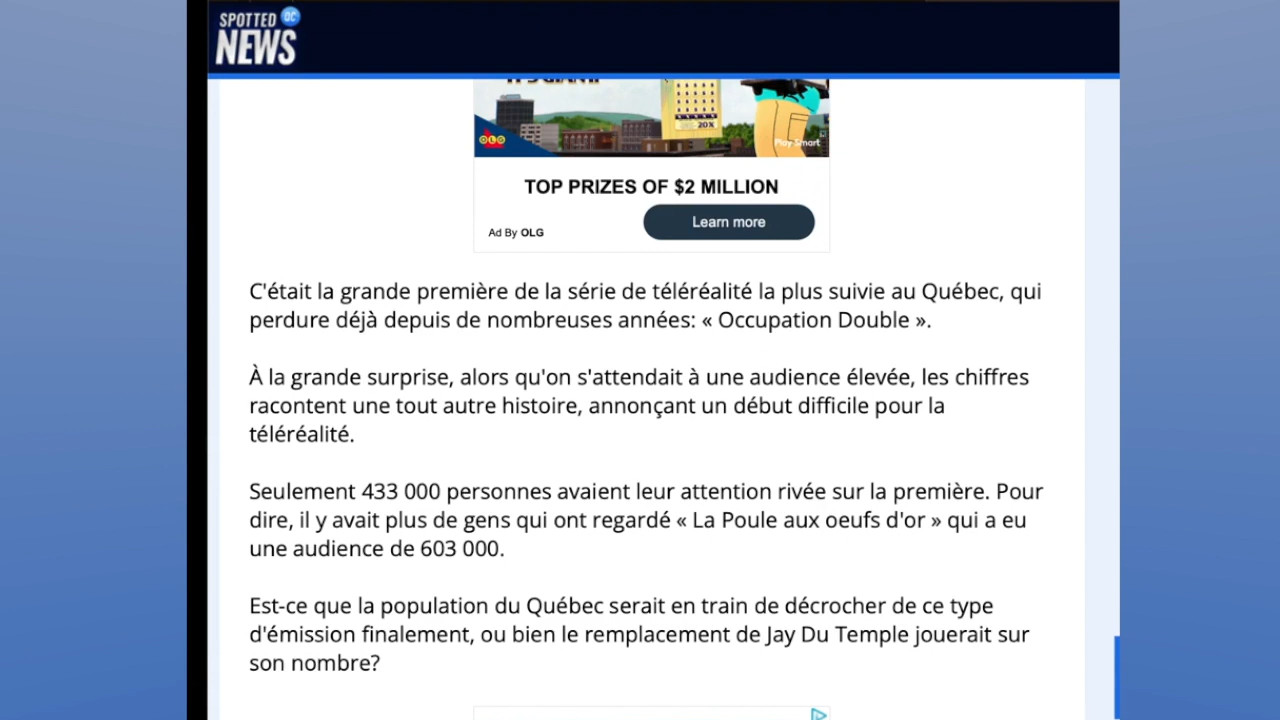 SPOTTED QC
NEWS
20X
OLG
Play Smart
TOP PRIZES OF $2 MILLION
Learn more
Ad By OLG
C'était la grande première de la série de téléréalité la plus suivie au Québec, qui
perdure déjà depuis de nombreuses années: « Occupation Double ».
À la grande surprise, alors qu'on s'attendait à une audience élevée, les chiffres
racontent une tout autre histoire, annonçant un début difficile pour la
téléréalité.
Seulement 433 000 personnes avaient leur attention rivée sur la première. Pour
dire, il y avait plus de gens qui ont regardé « La Poule aux oeufs d'or » qui a eu
une audience de 603 000.
Est-ce que la population du Québec serait en train de décrocher de ce type
d'émission finalement, ou bien le remplacement de Jay Du Temple jouerait sur
son nombre?